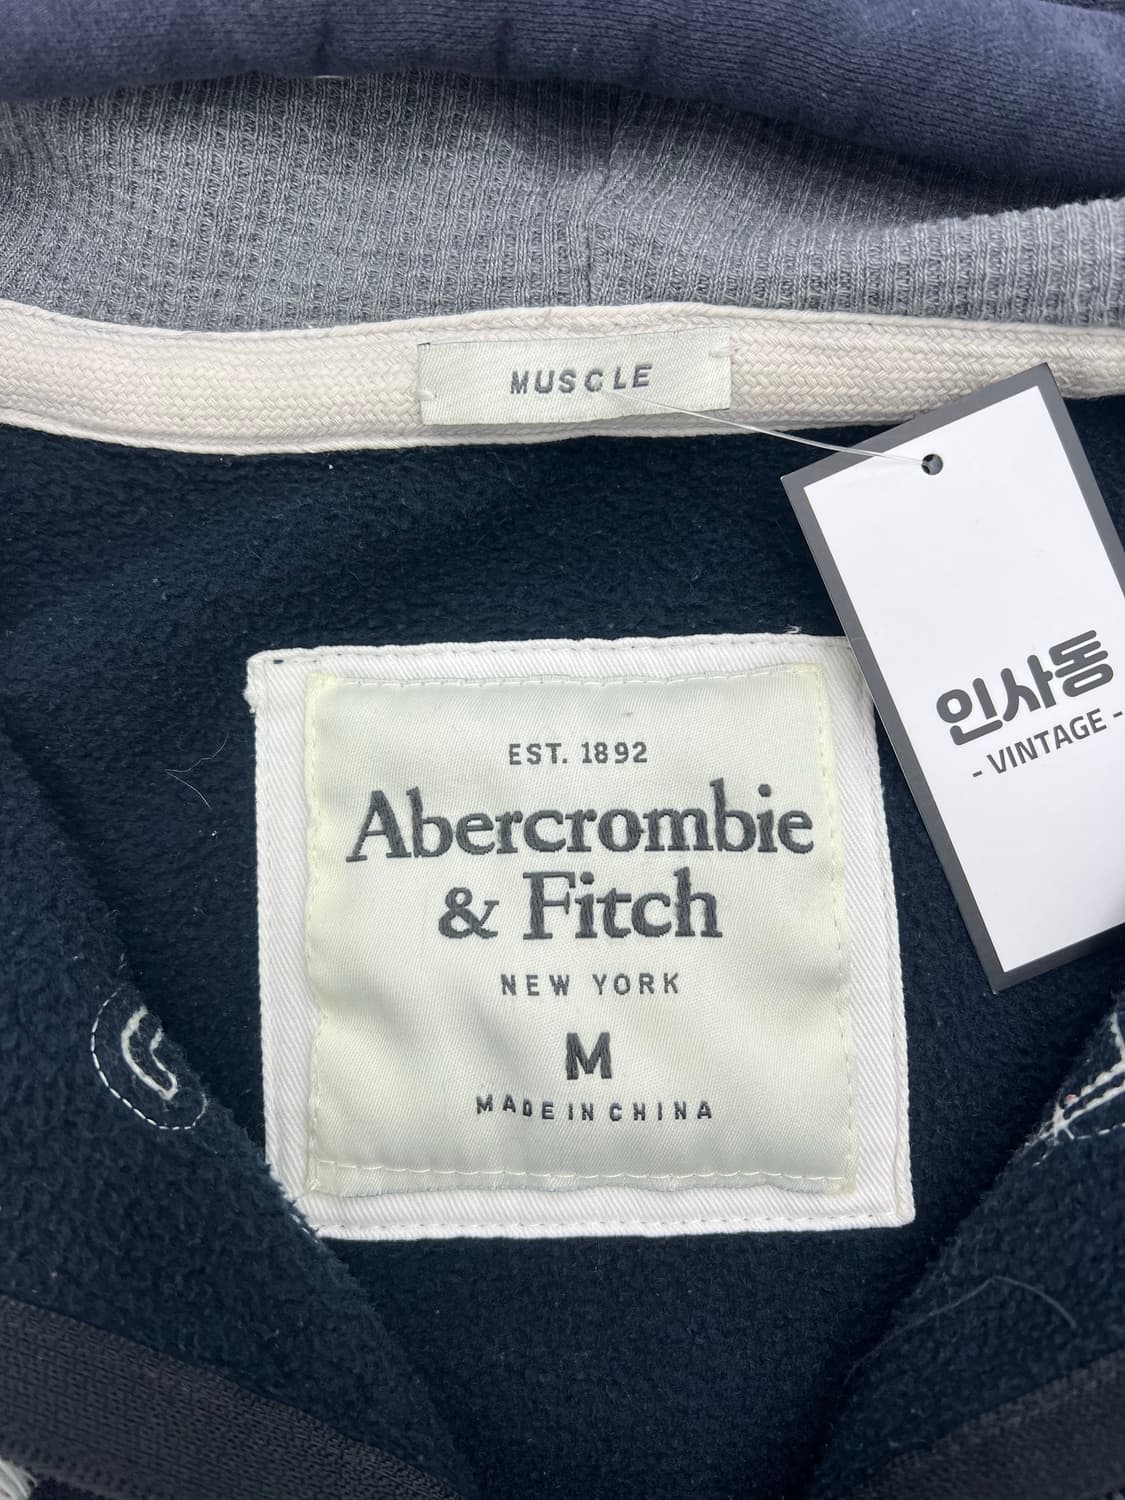 MUSCLE
인사동
- VINTAGE -
EST. 1892
Abercrombie
& Fitch
NEW YORK
M
MADE IN CHINA